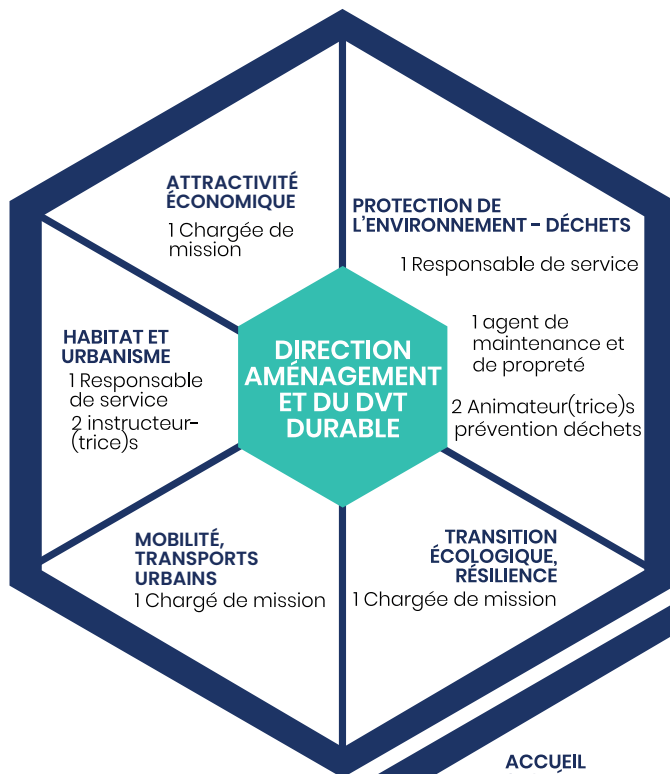 ATTRACTIVITÉ
ÉCONOMIQUE
1 Chargée de
mission
PROTECTION DE
L'ENVIRONNEMENT – DÉCHETS
1 Responsable de service
1 agent de
maintenance et
de propreté
2 Animateur(trice)s
prévention déchets
HABITAT ET
URBANISME
1 Responsable
de service
2 instructeur-
(trice)s
DIRECTION
AMÉNAGEMENT
ET DU DVT
DURABLE
MOBILITÉ,
TRANSPORTS
URBAINS
1 Chargé de mission
TRANSITION
ÉCOLOGIQUE,
RÉSILIENCE
1 Chargée de mission
ACCUEIL